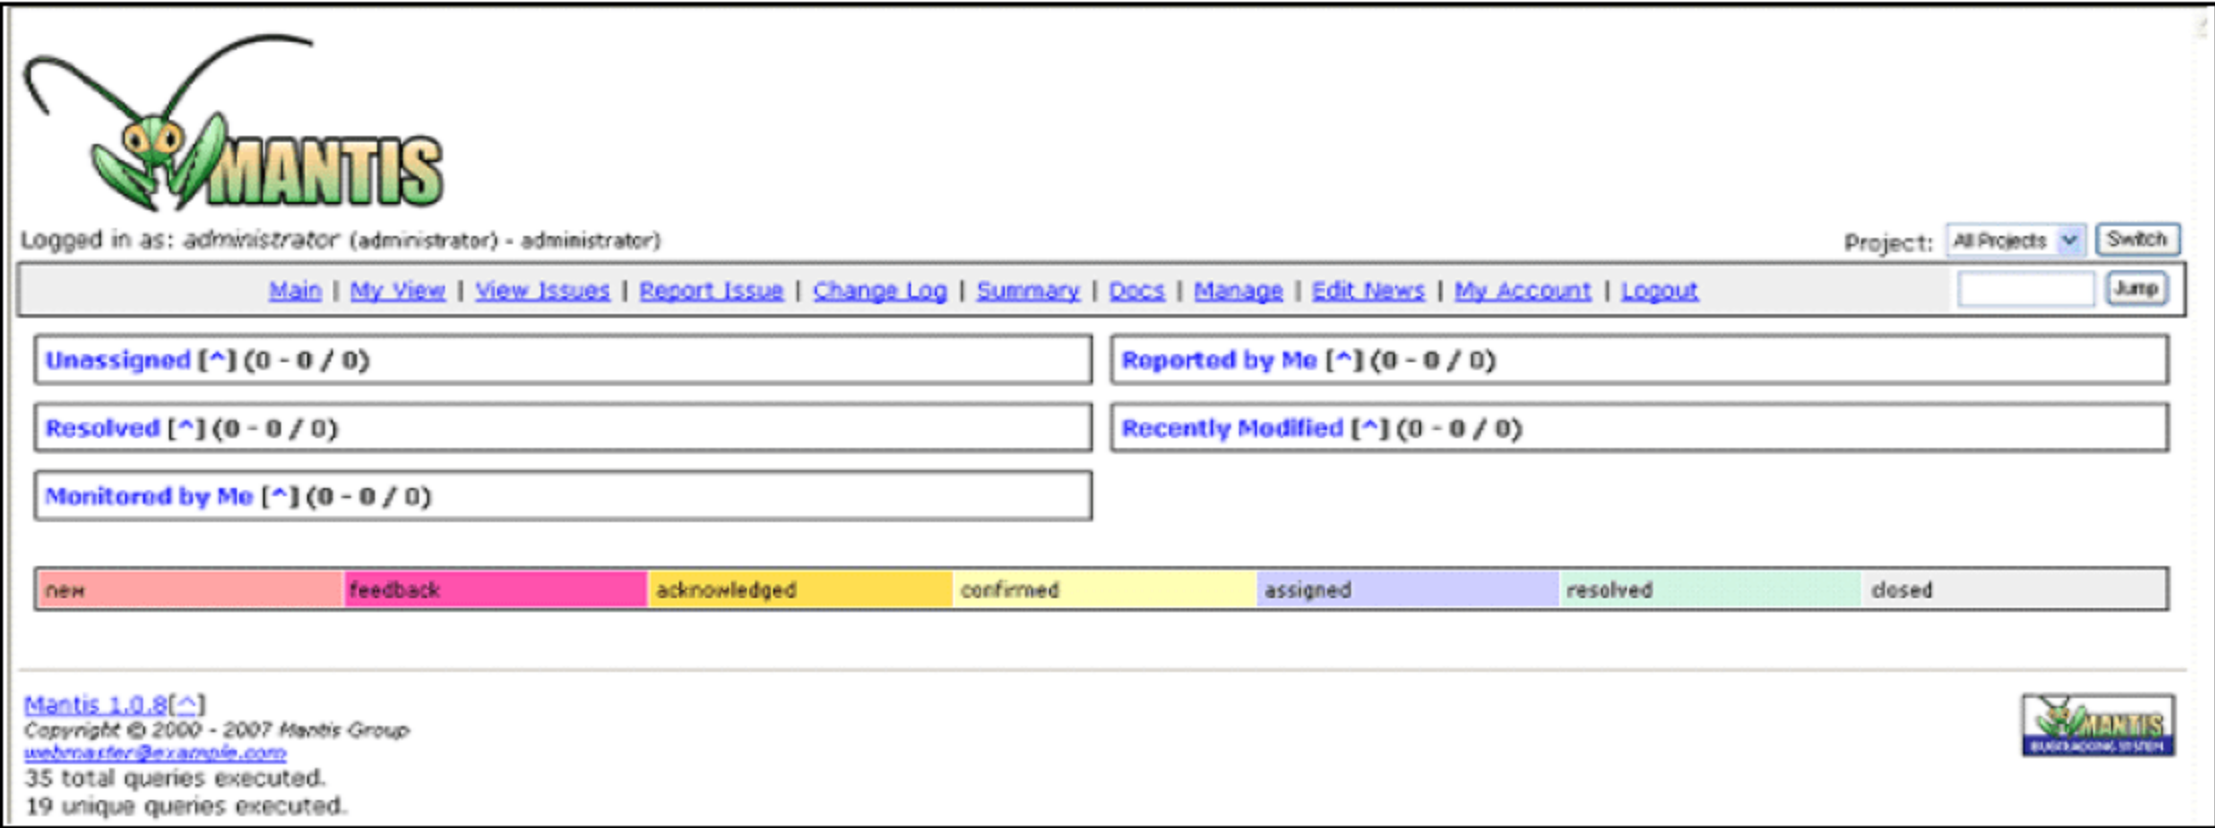 MANTIS
Logged in as: administrator (administrator) - administrator)
Project: All Projects Switch
Main | My View | View Issues | Report Issue | Change Log | Summary | Docs | Manage | Edit News | My Account | Logout Jump
Unassigned [^] (0 - 0 / 0) Reported by Me [^] (0 - 0 / 0)
Resolved [^] (0 - 0 / 0) Recently Modified [^] (0 - 0 / 0)
Monitored by Me [^] (0 - 0 / 0)
new feedback acknowledged confirmed assigned resolved closed
Mantis 1.0.8[^]
Copyright © 2000 - 2007 Mantis Group
webmaster@example.com
35 total queries executed.
19 unique queries executed.
MANTIS
BUGTRACKING SYSTEM